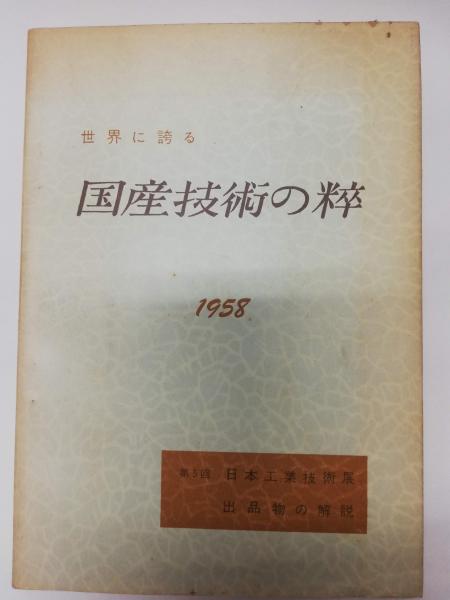 世界に誇る
国産技術の粹
1958
第5回 日本工業技術展
出品物の解説